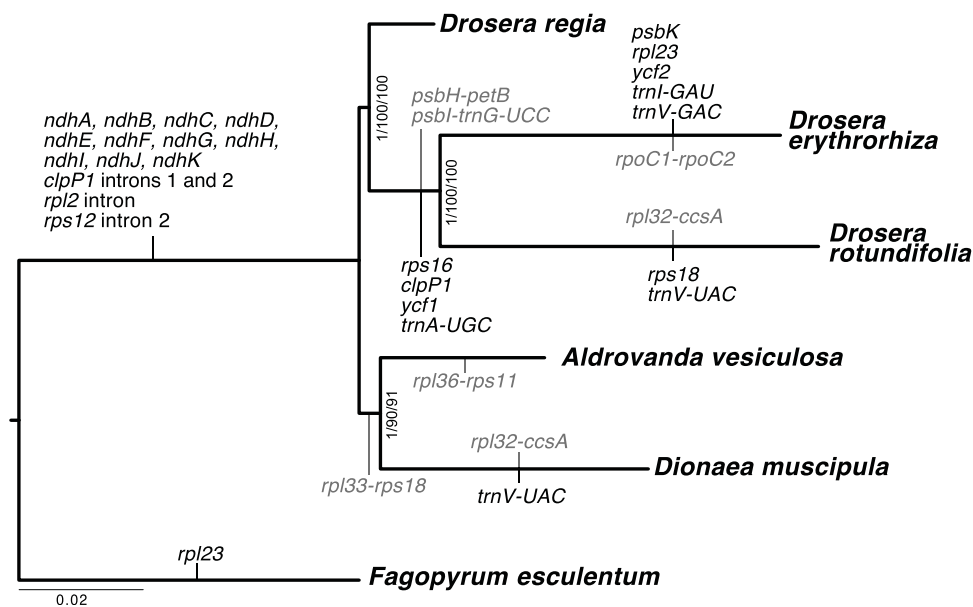 Drosera regia
psbK
rpl23
ycf2
trnI-GAU
trnV-GAC
psbH-petB
psbI-trnG-UCC
1/100/100
ndhA, ndhB, ndhC, ndhD,
ndhE, ndhF, ndhG, ndhH,
ndhI, ndhJ, ndhK
clpP1 introns 1 and 2
rpl2 intron
rps12 intron 2
Drosera
erythrorhiza
rpoC1-rpoC2
1/100/100
rpl32-ccsA
Drosera
rotundifolia
rps18
trnV-UAC
rps16
clpP1
ycf1
trnA-UGC
Aldrovanda vesiculosa
rpl36-rps11
1/90/91
rpl32-ccsA
Dionaea muscipula
trnV-UAC
rpl33-rps18
rpl23
Fagopyrum esculentum
0.02